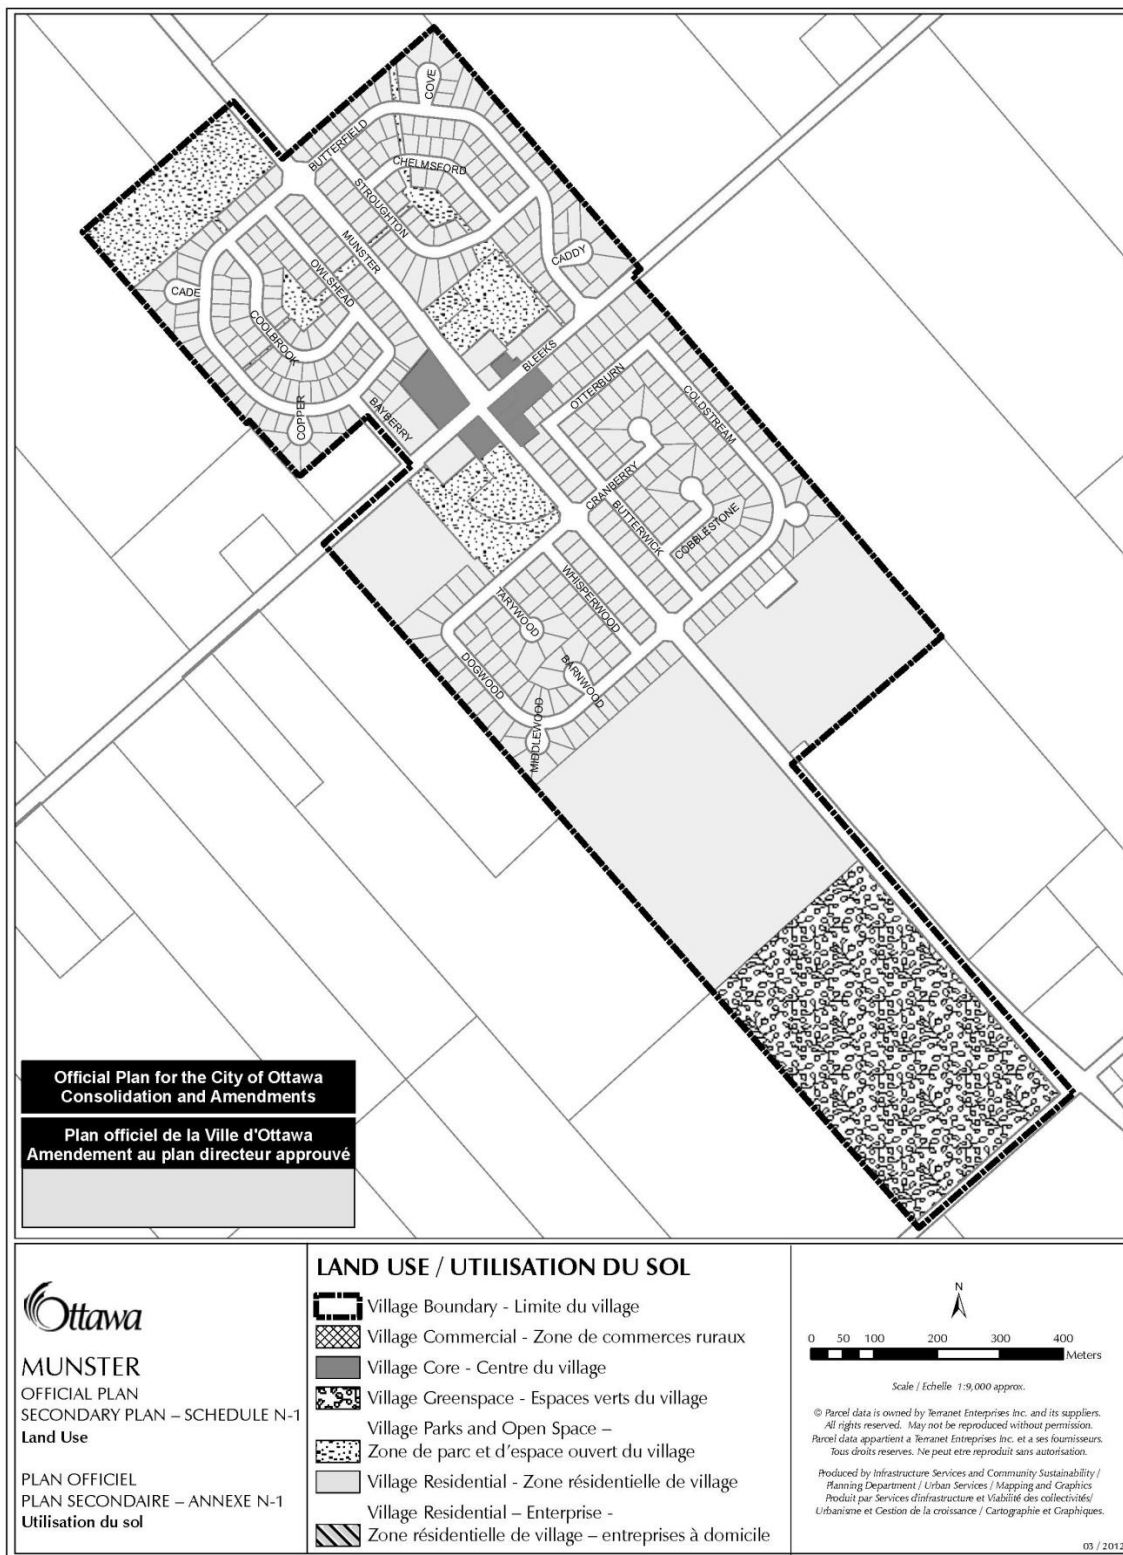 COVE
BUTTERFIELD
CHELMSFORD
STROUGHTON
MUNSTER
CADDY
OWLSHEAD
CADE
COOLBROOK
BLEEKS
COPPER
BAYBERRY
OTTERBURN
COLDSTREAM
CRANBERRY
BUTTERWICK
COBBLESTONE
WHISPERWOOD
TARYWOOD
DOGWOOD
BARNWOOD
MIDDLEWOOD
Official Plan for the City of Ottawa
Consolidation and Amendments
Plan officiel de la Ville d'Ottawa
Amendement au plan directeur approuvé
Ottawa
MUNSTER
OFFICIAL PLAN
SECONDARY PLAN – SCHEDULE N-1
Land Use
PLAN OFFICIEL
PLAN SECONDAIRE – ANNEXE N-1
Utilisation du sol
LAND USE / UTILISATION DU SOL
Village Boundary - Limite du village
Village Commercial - Zone de commerces ruraux
Village Core - Centre du village
Village Greenspace - Espaces verts du village
Village Parks and Open Space –
Zone de parc et d'espace ouvert du village
Village Residential - Zone résidentielle de village
Village Residential – Enterprise -
Zone résidentielle de village – entreprises à domicile
N
0 50 100 200 300 400
Meters
Scale / Echelle 1:9,000 approx.
© Parcel data is owned by Teranet Enterprises Inc. and its suppliers.
All rights reserved. May not be reproduced without permission.
Parcel data appartient a Teranet Entreprises Inc. et a ses fournisseurs.
Tous droits reserves. Ne peut etre reproduit sans autorisation.
Produced by Infrastructure Services and Community Sustainability /
Planning Department / Urban Services / Mapping and Graphics
Produit par Services dinfrastructure et Viabilité des collectivités/
Urbanisme et Gestion de la croissance / Cartographie et Graphiques.
03 / 2012